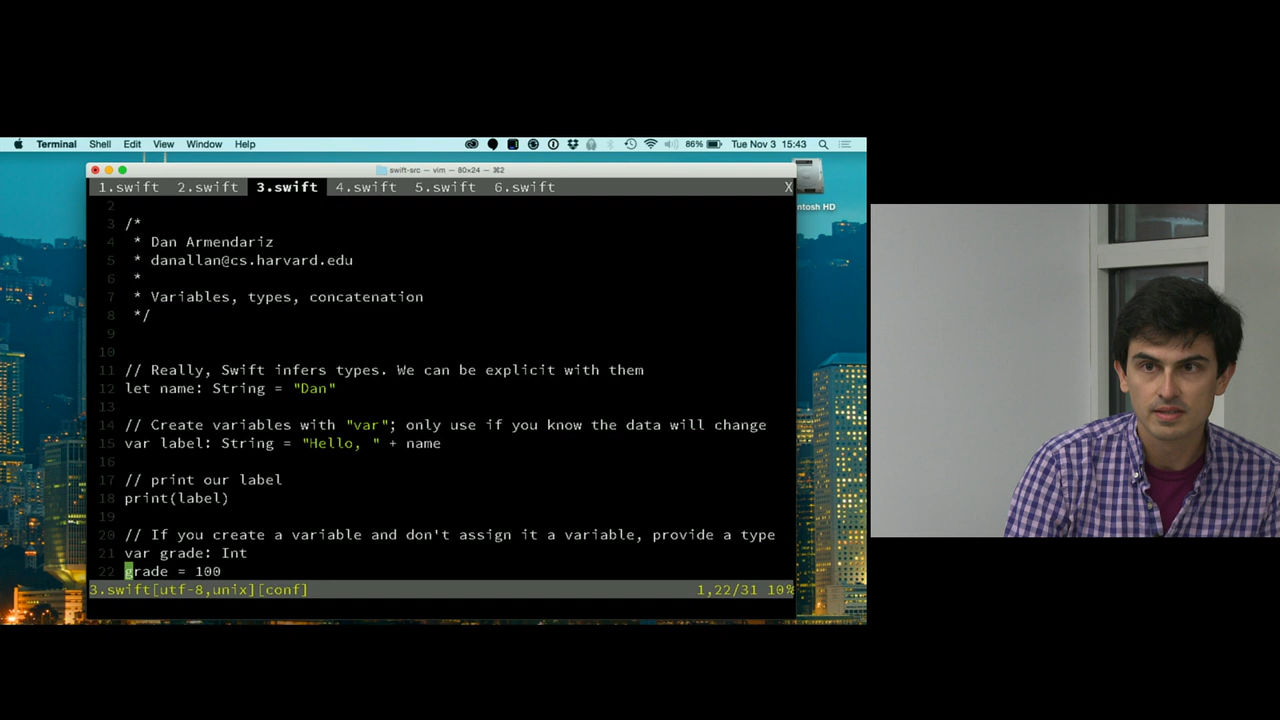 Terminal Shell Edit View Window Help 86% Tue Nov 3 15:43
swift-src — vim — 80×24 — ⌘2
1.swift 2.swift 3.swift 4.swift 5.swift 6.swift X
ntosh HD
2
3 /*
4 * Dan Armendariz
5 * danallan@cs.harvard.edu
6 *
7 * Variables, types, concatenation
8 */
9
10
11 // Really, Swift infers types. We can be explicit with them
12 let name: String = "Dan"
13
14 // Create variables with "var"; only use if you know the data will change
15 var label: String = "Hello, " + name
16
17 // print our label
18 print(label)
19
20 // If you create a variable and don't assign it a variable, provide a type
21 var grade: Int
22 grade = 100
3.swift[utf-8,unix][conf] 1,22/31 10%